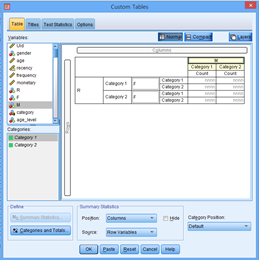 Custom Tables
Table Titles Test Statistics Options
Variables:
Normal Compact Layers
Uid
gender
age
recency
frequency
monetary
R
F
M
category
age_level
Categories:
Category 1
Category 2
Columns
Rows
M
Category 1 Category 2
Count Count
R Category 1 F Category 1 nnnn nnnn
Category 2 nnnn nnnn
Category 2 F Category 1 nnnn nnnn
Category 2 nnnn nnnn
Define
Summary Statistics...
Categories and Totals...
Summary Statistics
Position: Columns Hide
Source: Row Variables
Category Position:
Default
OK Paste Reset Cancel Help